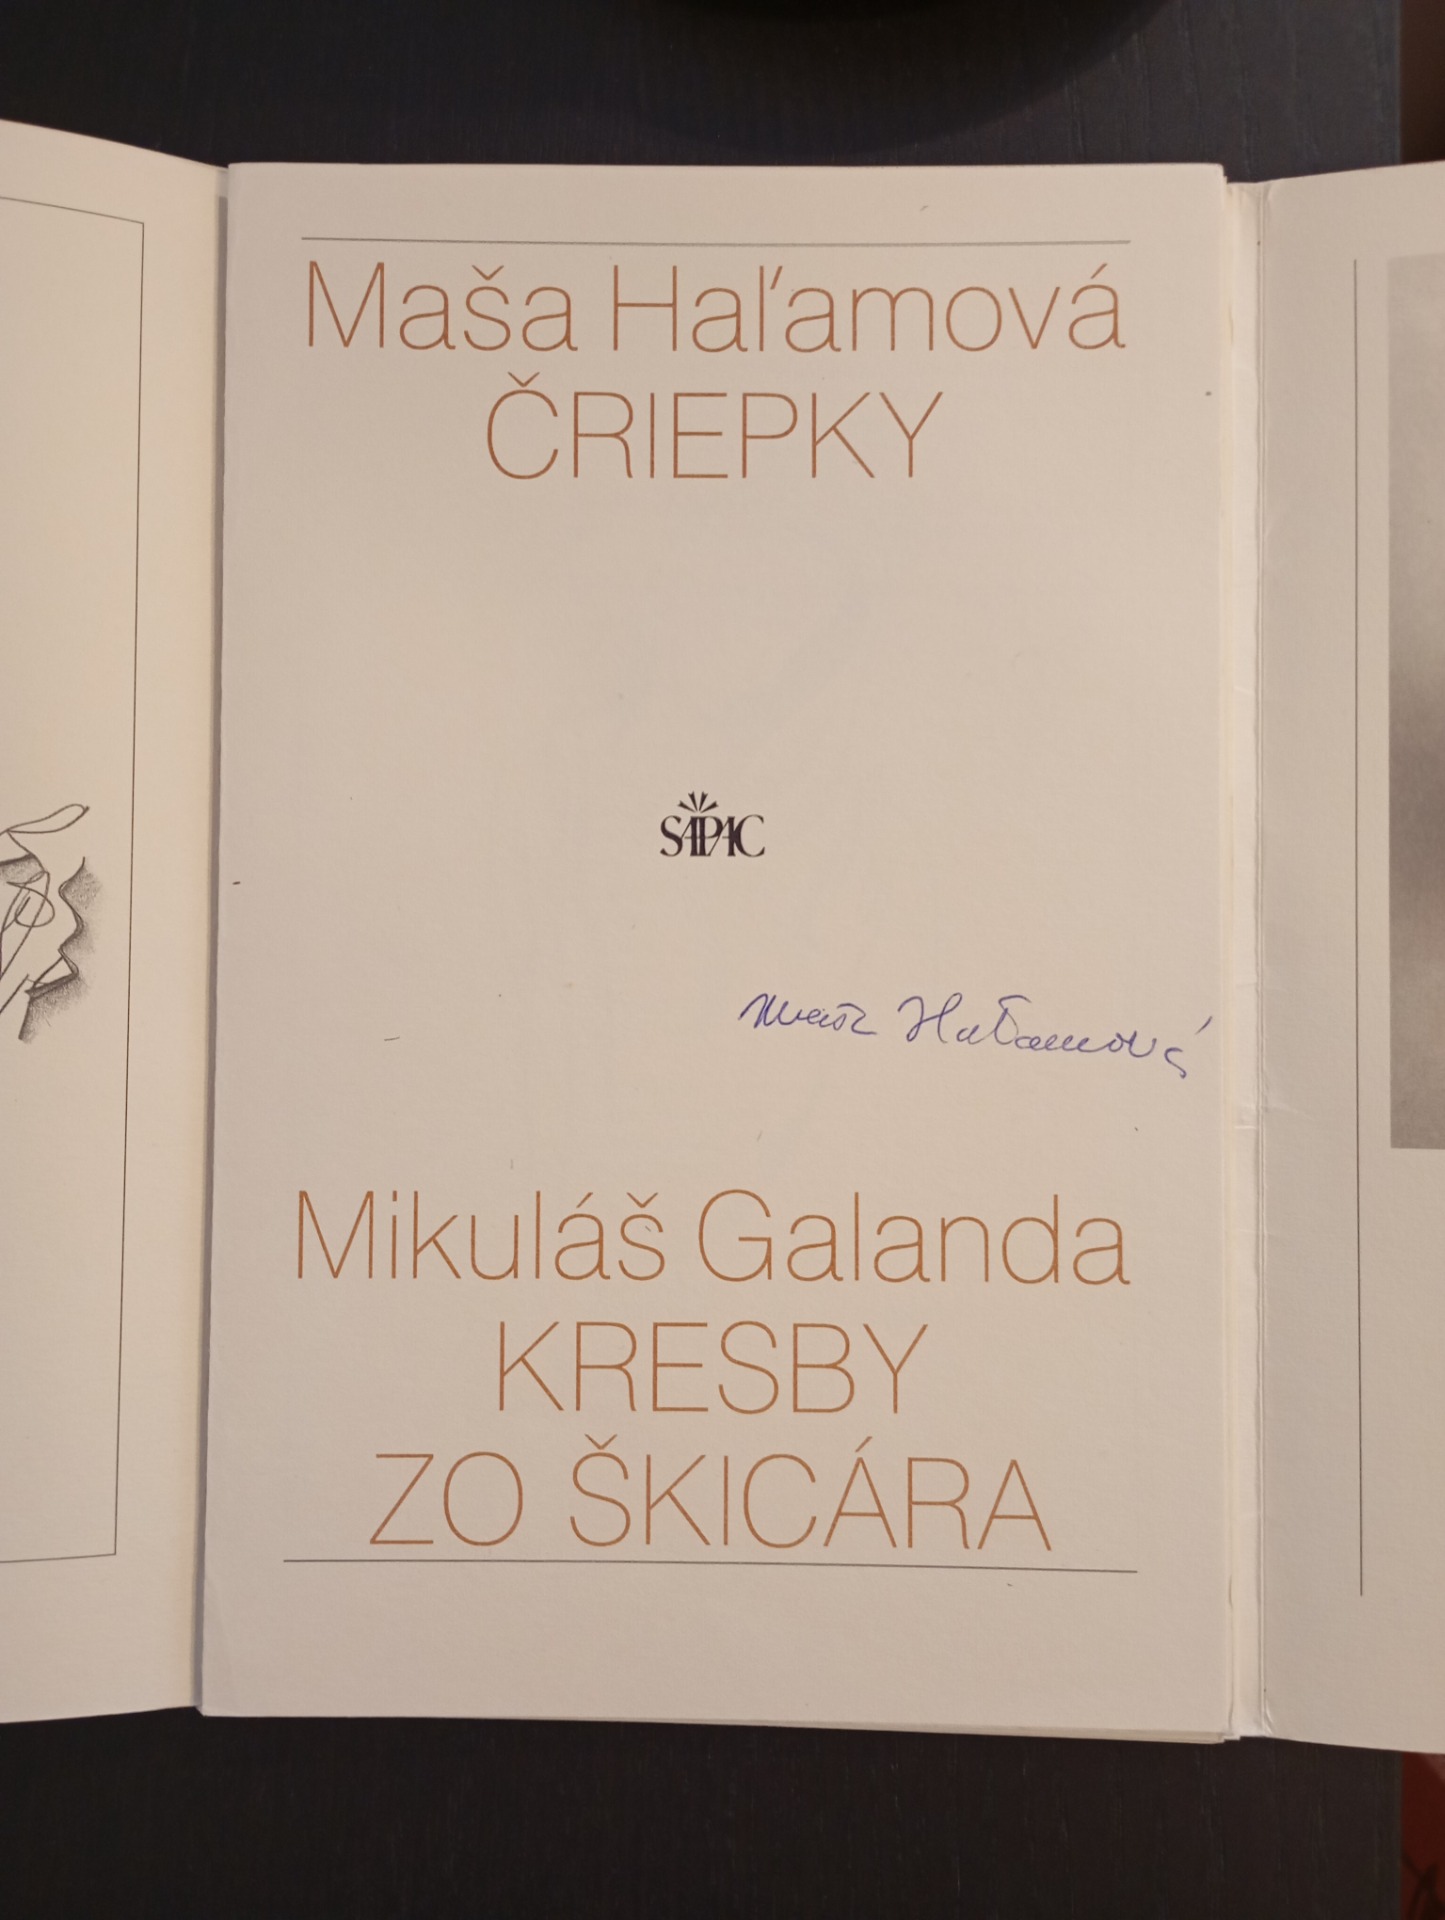 Maša Haľamová
ČRIEPKY
SAPAC
Maša Haľamová
Mikuláš Galanda
KRESBY
ZO ŠKICÁRA